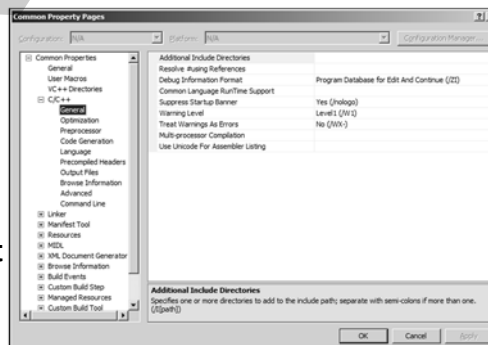 Common Property Pages
?
Configuration: N/A Platform: N/A Configuration Manager...
Common Properties
General
User Macros
VC++ Directories
C/C++
General
Optimization
Preprocessor
Code Generation
Language
Precompiled Headers
Output Files
Browse Information
Advanced
Command Line
Linker
Manifest Tool
Resources
MIDL
XML Document Generator
Browse Information
Build Events
Custom Build Step
Managed Resources
Custom Build Tool
Additional Include Directories
Resolve #using References
Debug Information Format Program Database for Edit And Continue (/ZI)
Common Language RunTime Support
Suppress Startup Banner Yes (/nologo)
Warning Level Level1 (/W1)
Treat Warnings As Errors No (/WX-)
Multi-processor Compilation
Use Unicode For Assembler Listing
Additional Include Directories
Specifies one or more directories to add to the include path; separate with semi-colons if more than one.
(/I[path])
OK Cancel Apply